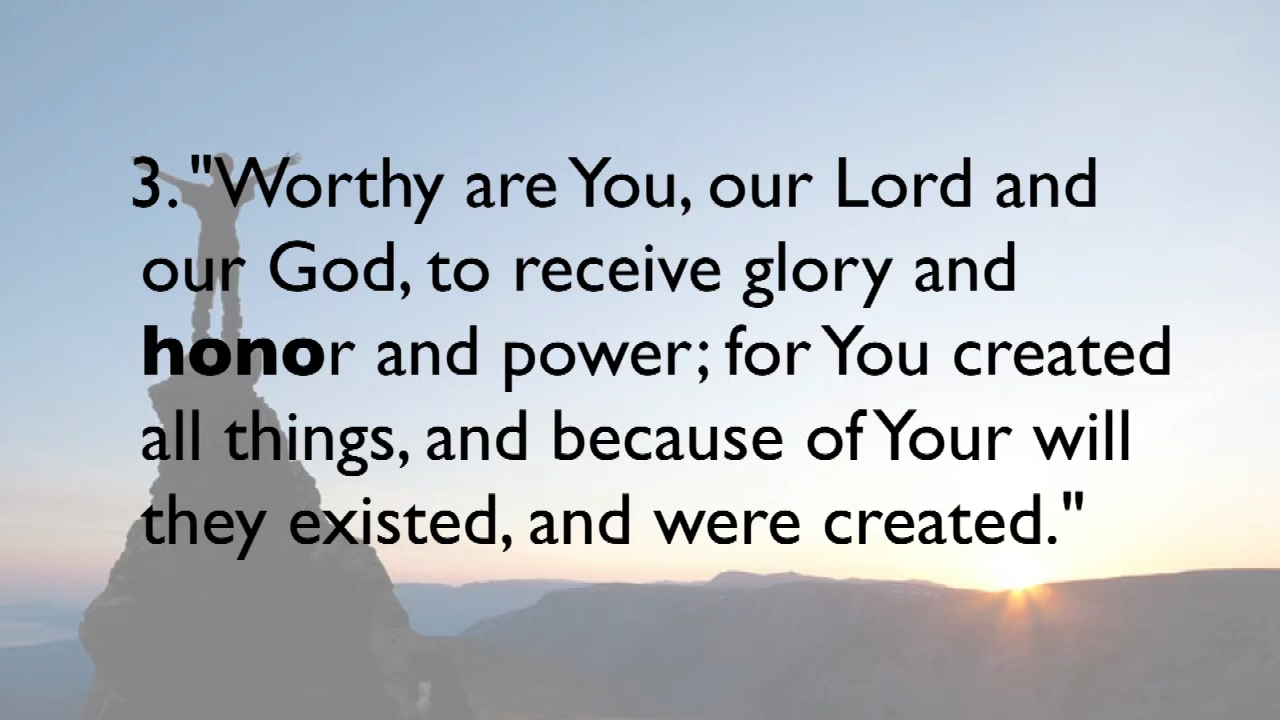 3. "Worthy are You, our Lord and
our God, to receive glory and
honor and power; for You created
all things, and because of Your will
they existed, and were created."